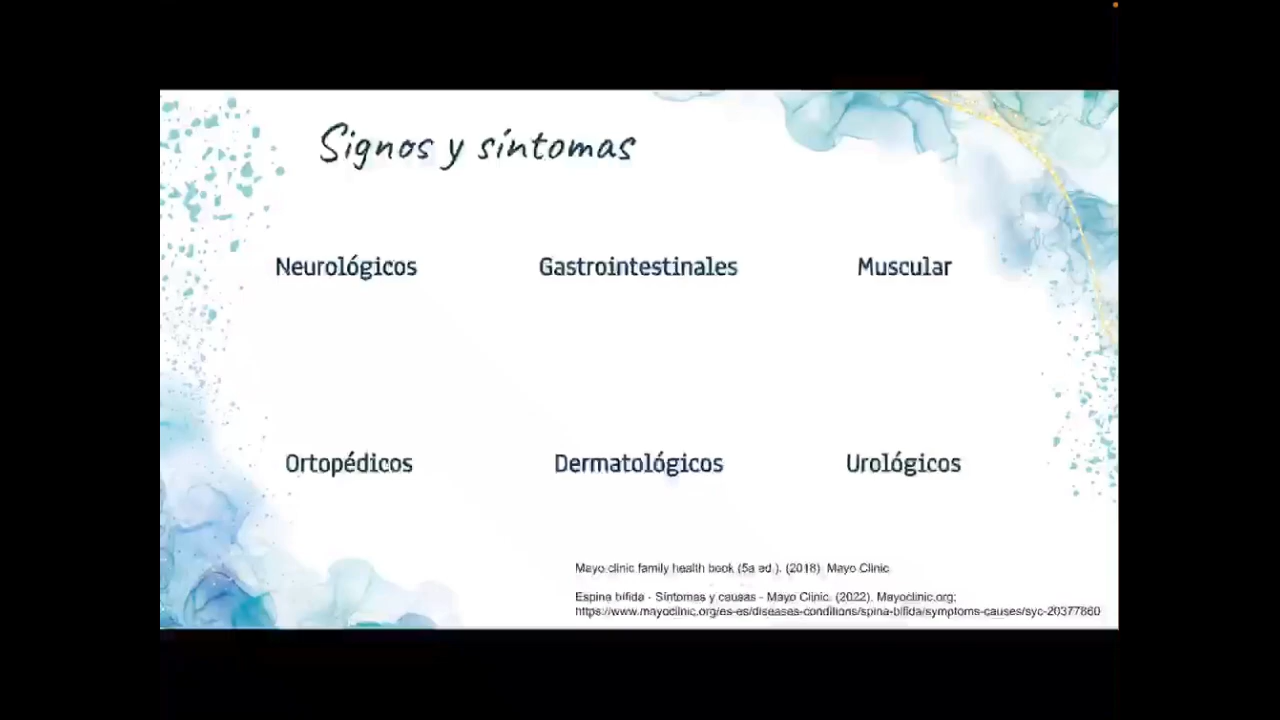 Signos y síntomas
Neurológicos
Gastrointestinales
Muscular
Ortopédicos
Dermatológicos
Urológicos
Mayo clinic family health book (5a ed.). (2018). Mayo Clinic
Espina bífida - Síntomas y causas - Mayo Clinic. (2022). Mayoclinic.org;
https://www.mayoclinic.org/es-es/diseases-conditions/spina-bifida/symptoms-causes/syc-20377860